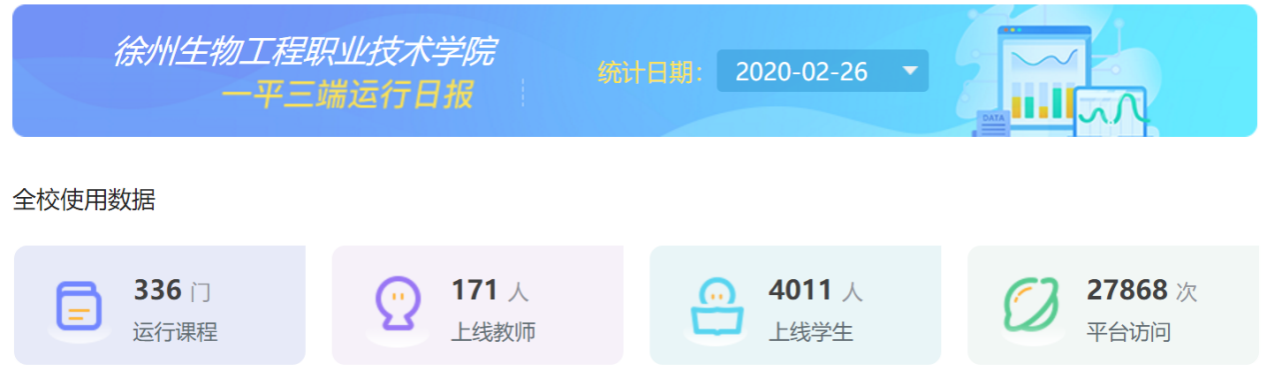 徐州生物工程职业技术学院
一平三端运行日报
统计日期： 2020-02-26
DATA
全校使用数据
336 门
运行课程
171 人
上线教师
4011 人
上线学生
27868 次
平台访问